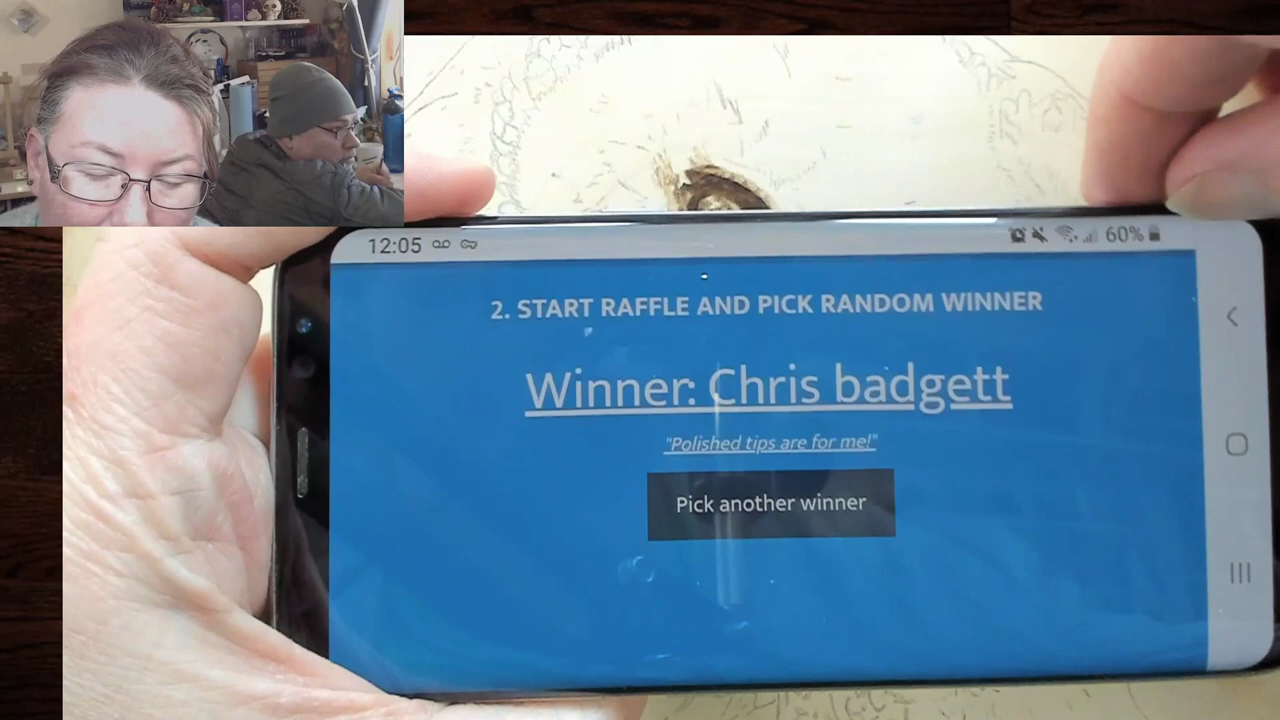 12:05
60%
2. START RAFFLE AND PICK RANDOM WINNER
Winner: Chris badgett
"Polished tips are for me!"
Pick another winner